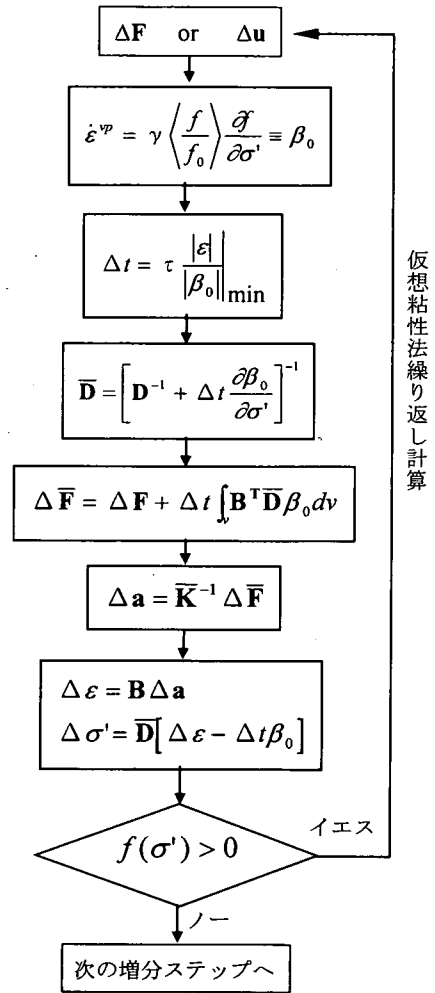 ΔF or Δu
ε̇^{vp} = γ ⟨f/f₀⟩ ∂f/∂σ' ≡ β₀
Δt = τ |ε|/|β₀| |_{min}
D̅ = [D⁻¹ + Δt ∂β₀/∂σ']⁻¹
ΔF̅ = ΔF + Δt ∫_v B^T D̅ β₀ dv
Δa = K̅⁻¹ ΔF̅
Δε = B Δa
Δσ' = D̅[Δε − Δtβ₀]
f(σ') > 0
イエス
ノー
次の増分ステップへ
仮想粘性法繰り返し計算